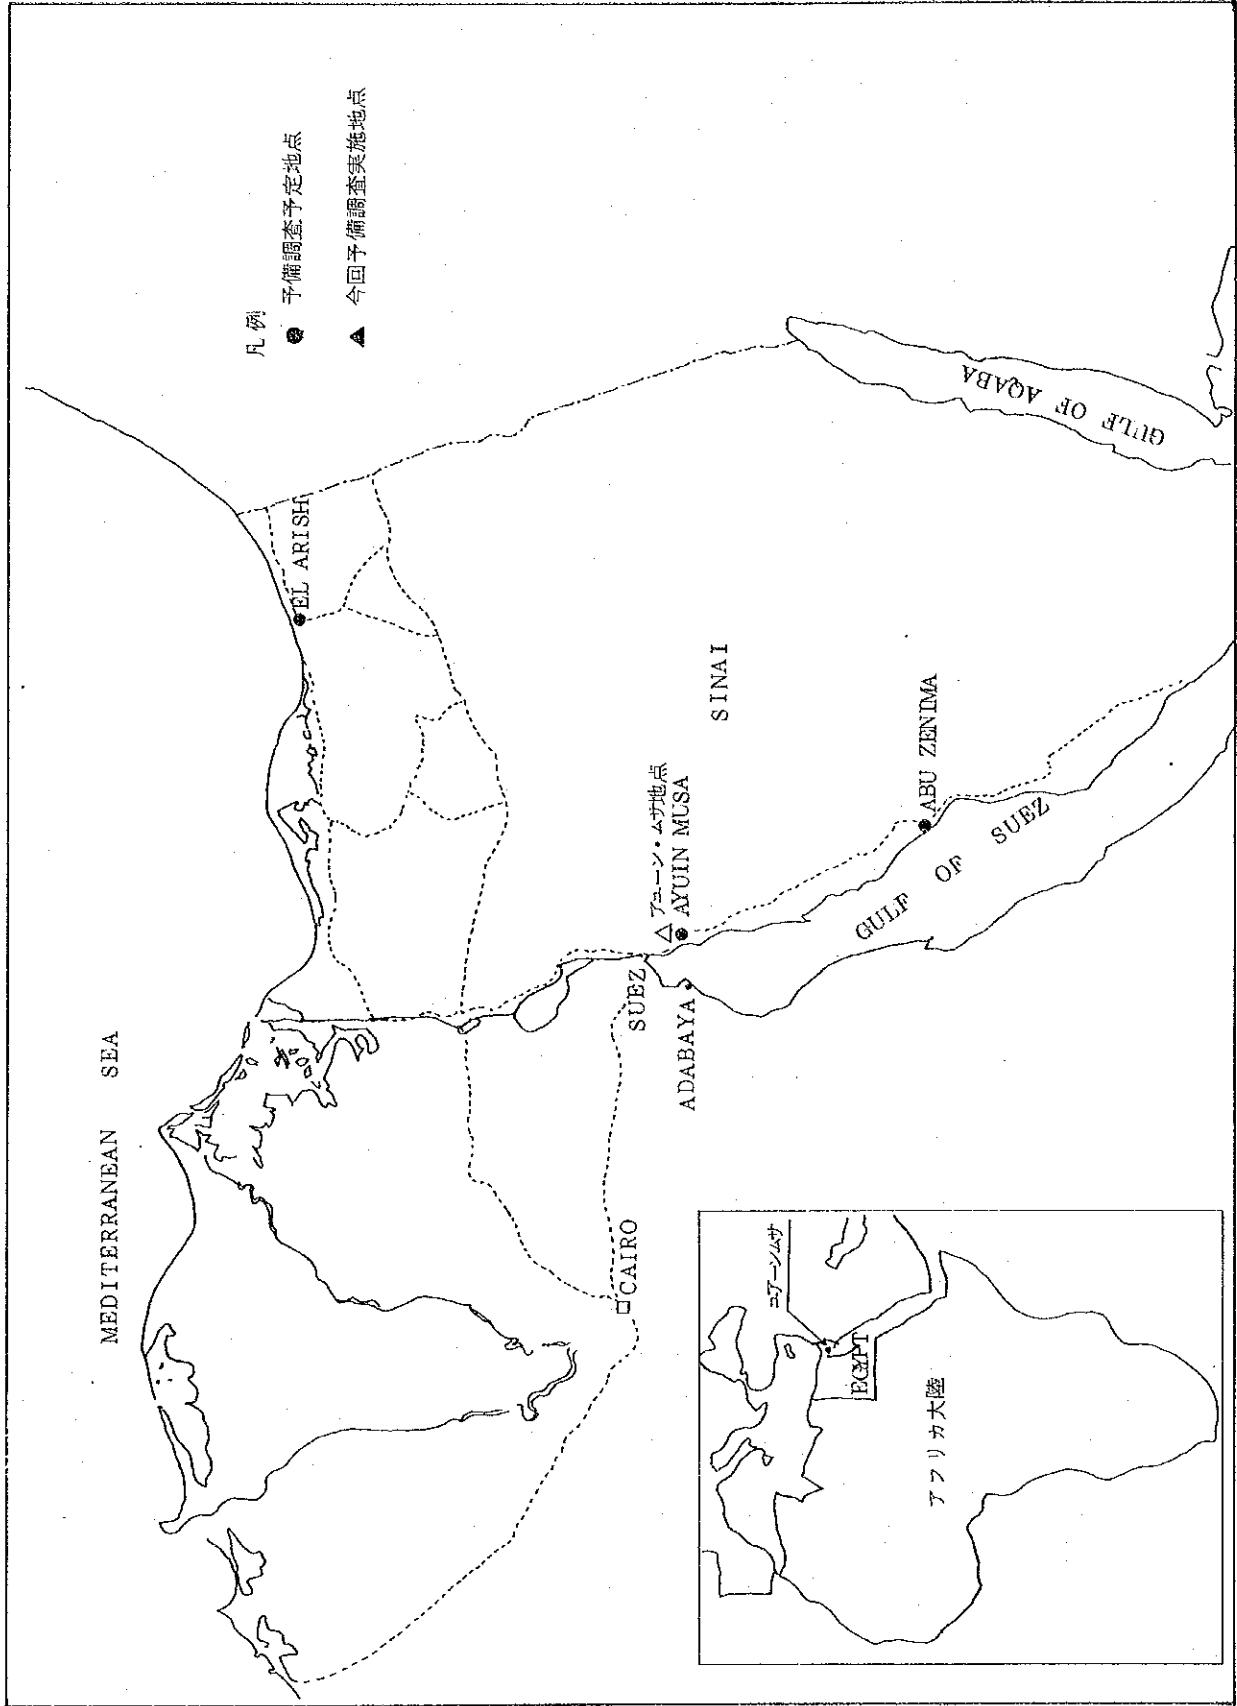 MEDITERRANEAN SEA
凡例
予備調査予定地点
今回予備調査実施地点
EL ARISH
SINAI
アユーン・ムサ地点
AYUIN MUSA
SUEZ
ADABAYA
CAIRO
ABU ZENIMA
GULF OF SUEZ
GULF OF AQABA
ユアーンムサ
EGYPT
アフリカ大陸